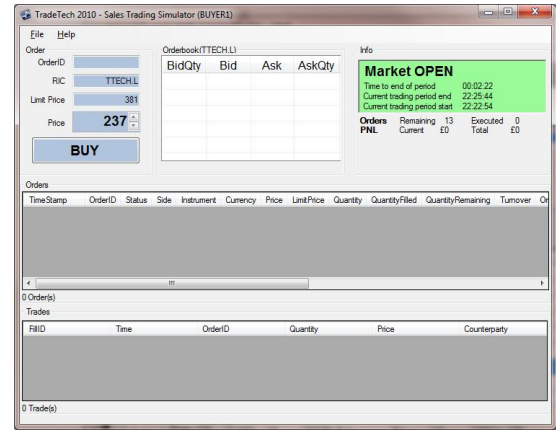 TradeTech 2010 - Sales Trading Simulator (BUYER1)
File Help
Order
OrderID
RIC TTECH.L
Limit Price 381
Price 237
BUY
Orderbook(TTECH.L)
BidQty Bid Ask AskQty
Info
Market OPEN
Time to end of period 00:02:22
Current trading period end 22:25:44
Current trading period start 22:22:54
Orders Remaining 13 Executed 0
PNL Current £0 Total £0
Orders
TimeStamp OrderID Status Side Instrument Currency Price LimitPrice Quantity QuantityFilled QuantityRemaining Turnover Or
0 Order(s)
Trades
FillID Time OrderID Quantity Price Counterparty
0 Trade(s)